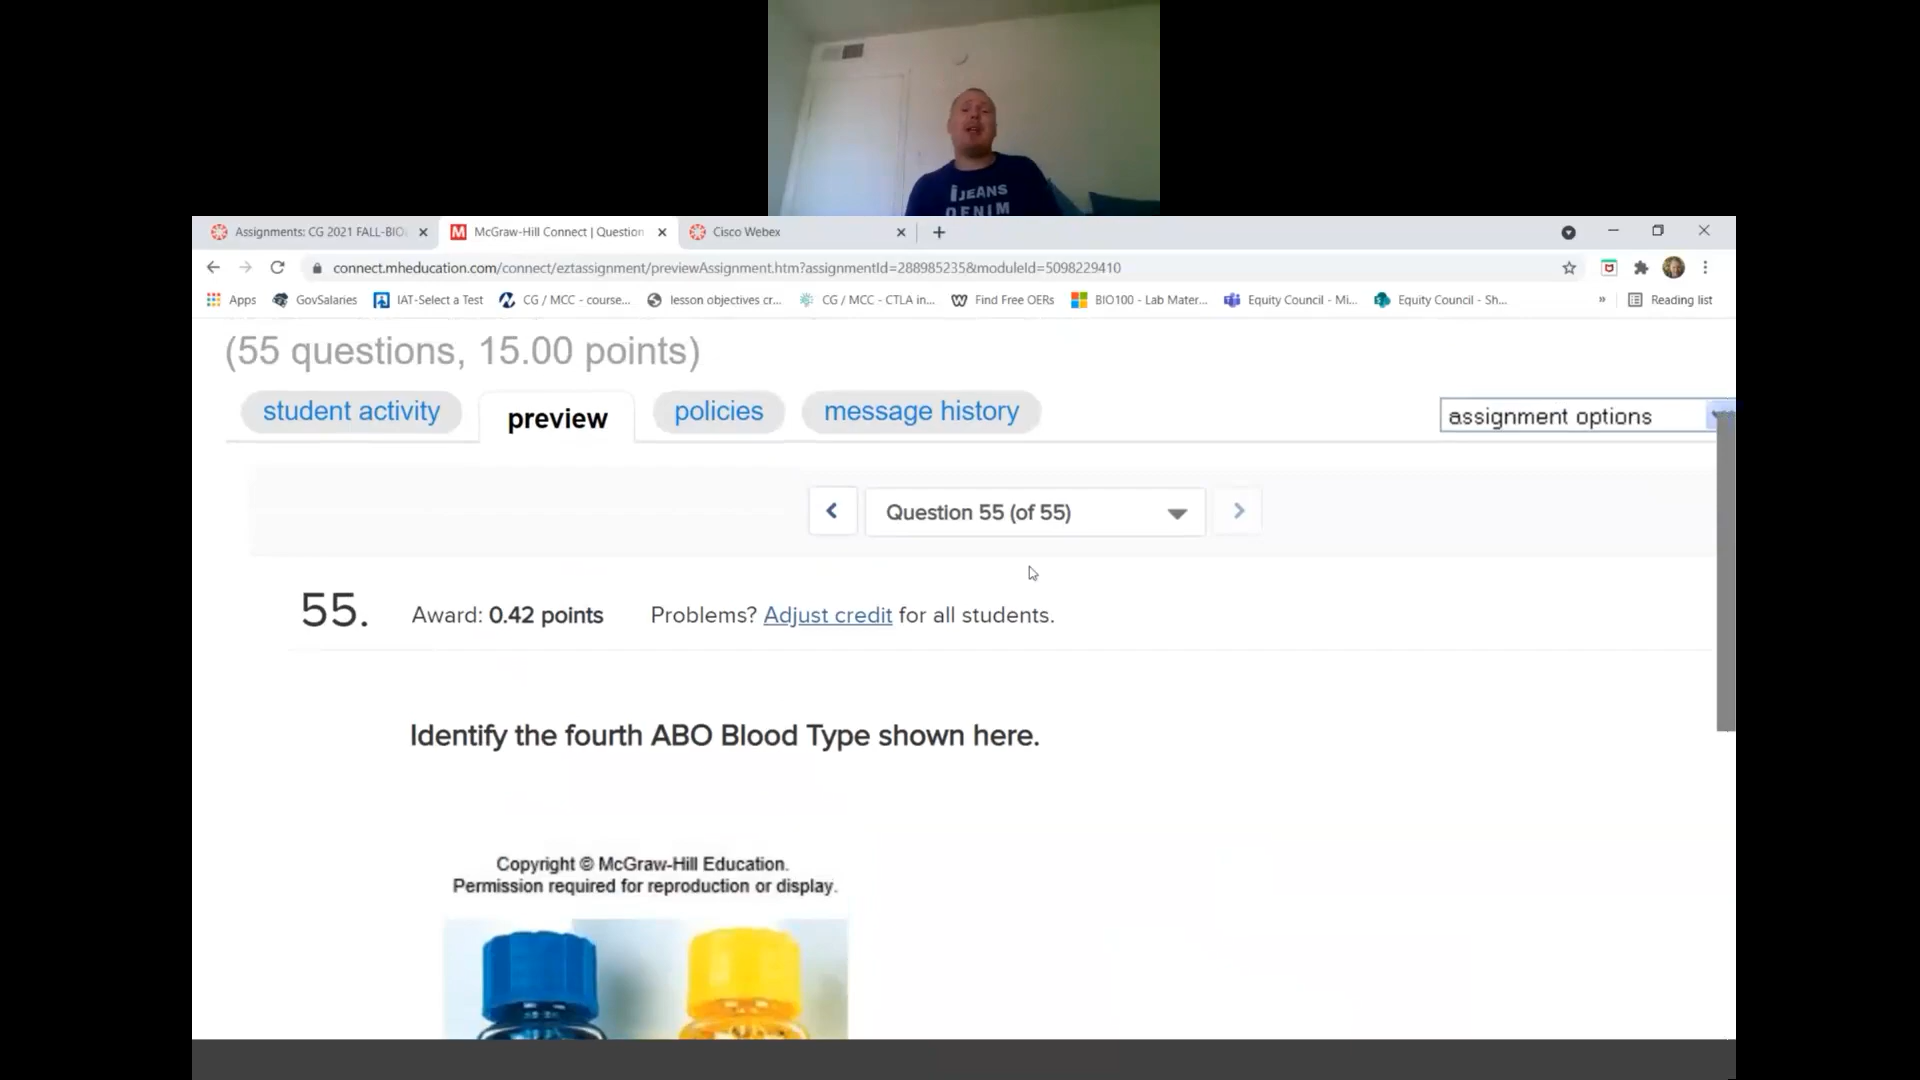 iJEANS
DENIM
Assignments: CG 2021 FALL-BIO
McGraw-Hill Connect | Question
Cisco Webex
connect.mheducation.com/connect/eztassignment/previewAssignment.htm?assignmentId=288985235&moduleId=5098229410
Apps
GovSalaries
IAT-Select a Test
CG / MCC - course...
lesson objectives cr...
CG / MCC - CTLA in...
Find Free OERs
BIO100 - Lab Mater...
Equity Council - Mi...
Equity Council - Sh...
» Reading list
(55 questions, 15.00 points)
student activity
preview
policies
message history
assignment options
Question 55 (of 55)
55. Award: 0.42 points Problems? Adjust credit for all students.
Identify the fourth ABO Blood Type shown here.
Copyright © McGraw-Hill Education.
Permission required for reproduction or display.